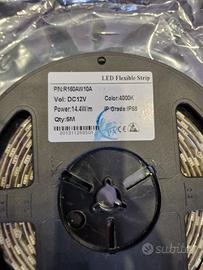 LED Flexible Strip
P/N:R160AW10A
Vol: DC12V
Color:4000K
Power:14.4W/m
IP Grade:IP68
Qty:5M
subito